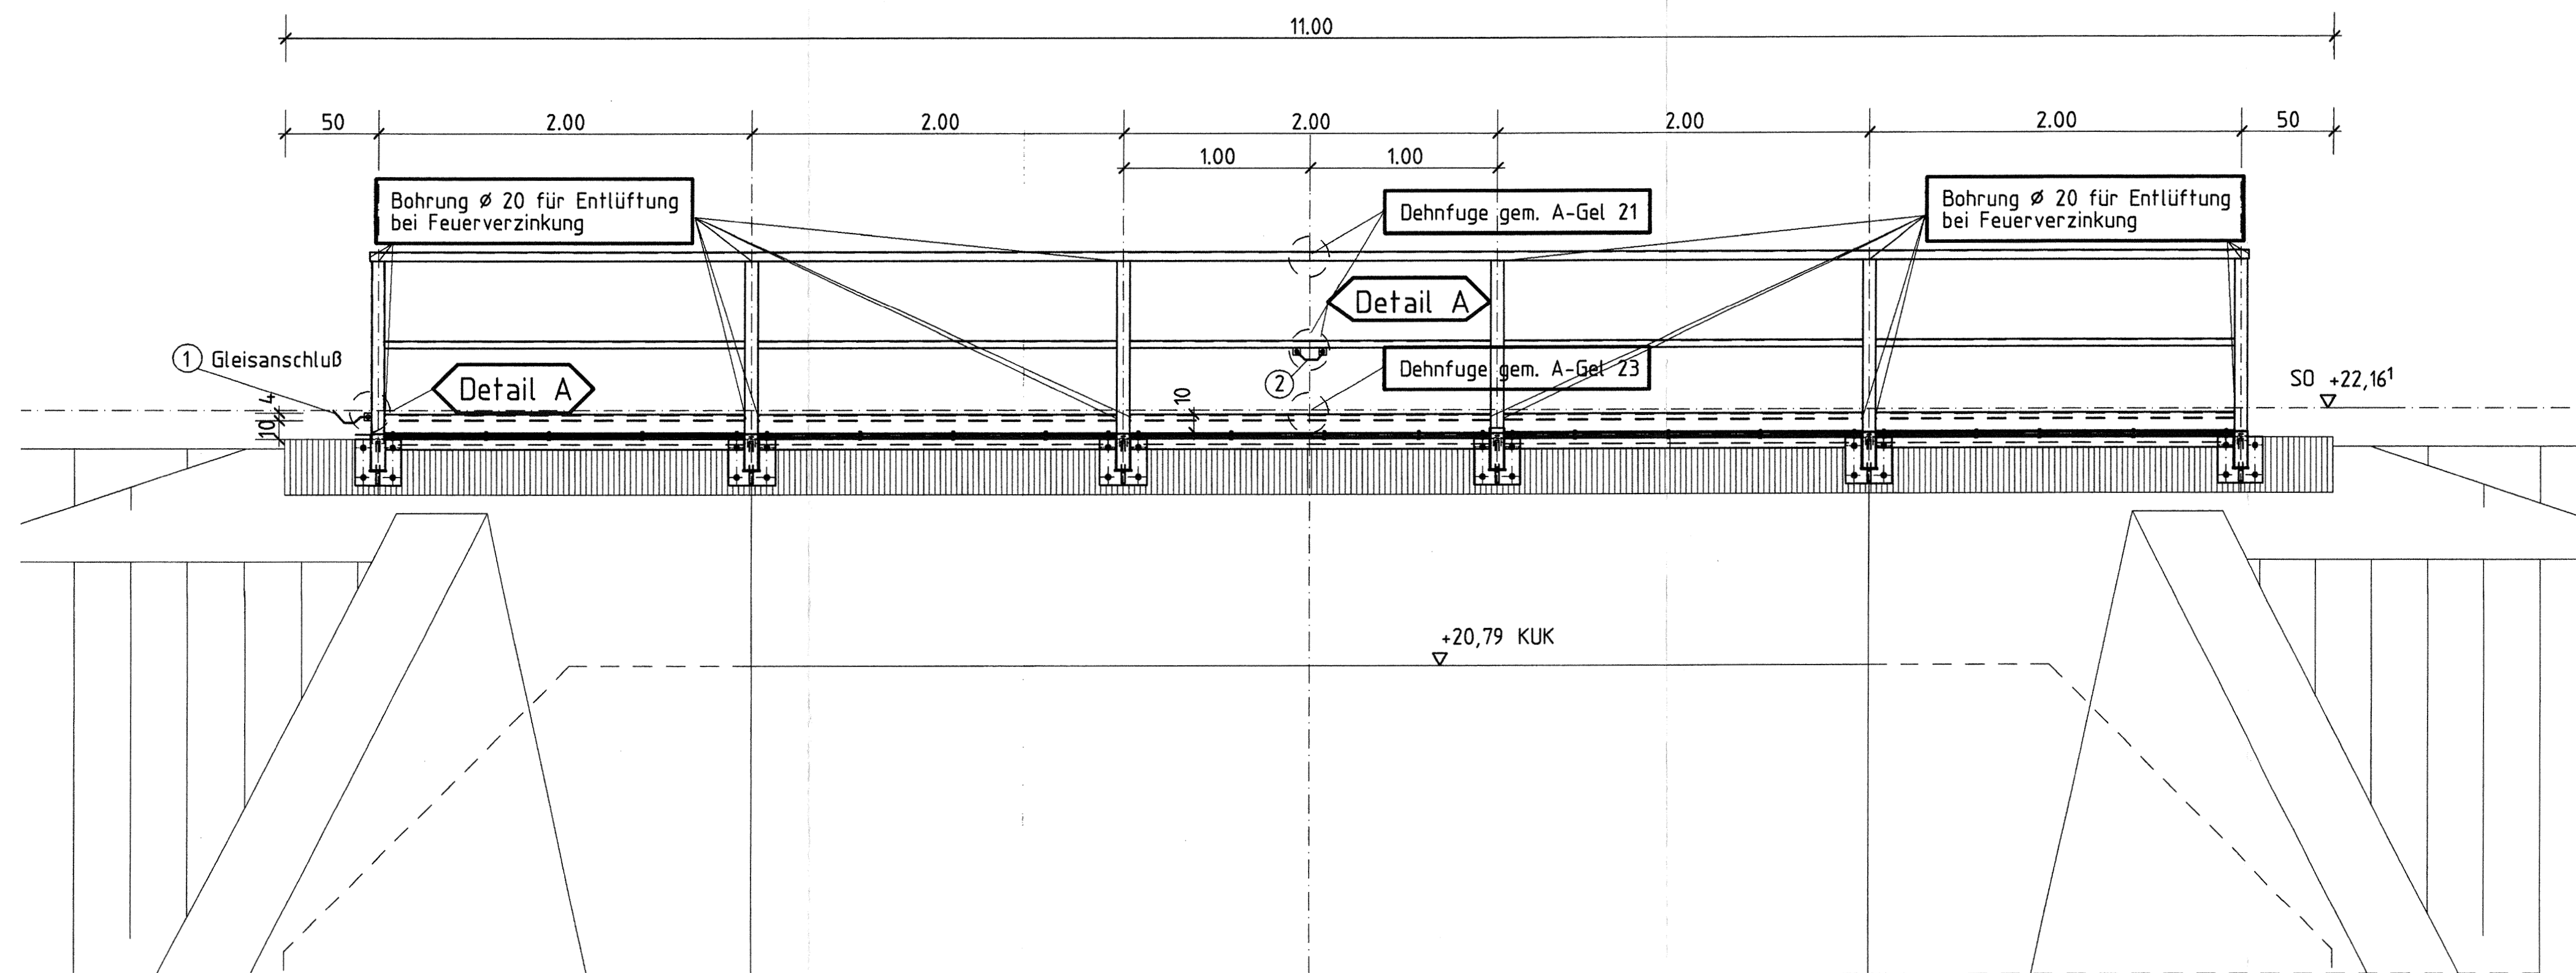 11.00
50 2.00 2.00 2.00 2.00 2.00 50
1.00 1.00
Bohrung ø 20 für Entlüftung
bei Feuerverzinkung
Dehnfuge gem. A-Gel 21
Bohrung ø 20 für Entlüftung
bei Feuerverzinkung
Detail A
1 Gleisanschluß
Detail A
2
Dehnfuge gem. A-Gel 23
SO +22,16¹
4
10
10
+20,79 KUK